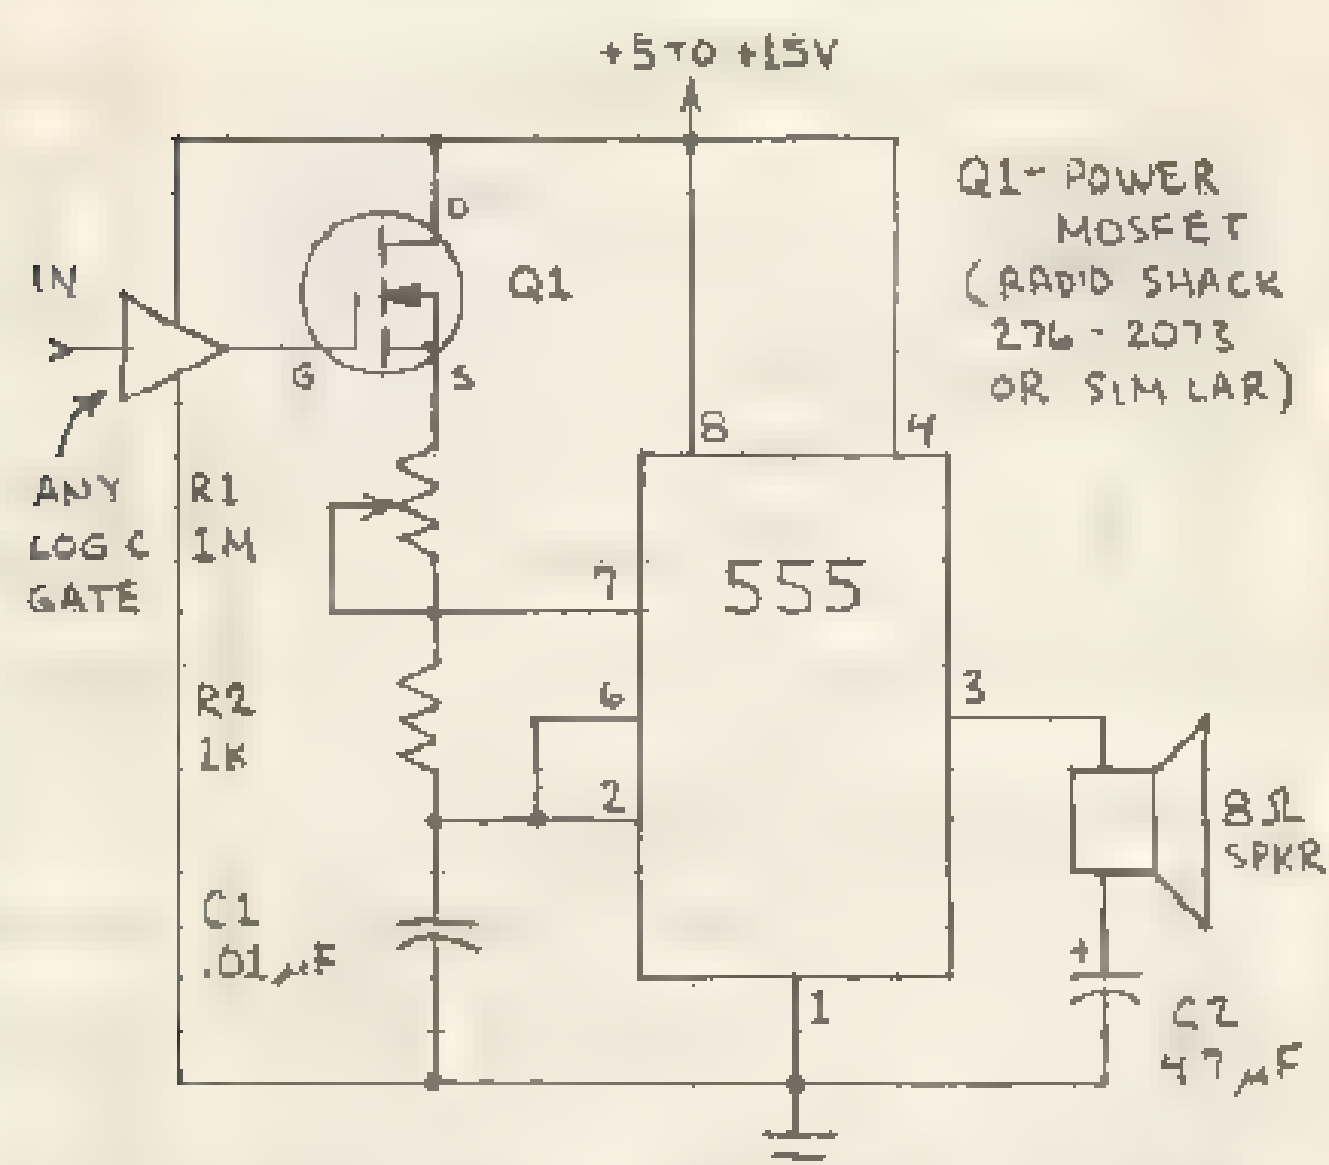 +5 TO +15V
Q1- POWER
MOSFET
(RADIO SHACK
276-2073
OR SIMILAR)
IN
D
Q1
G
S
8
4
ANY
LOGIC
GATE
R1
1M
7
555
R2
1K
6
3
2
8Ω
SPKR
C1
.01µF
+
1
C2
47µF